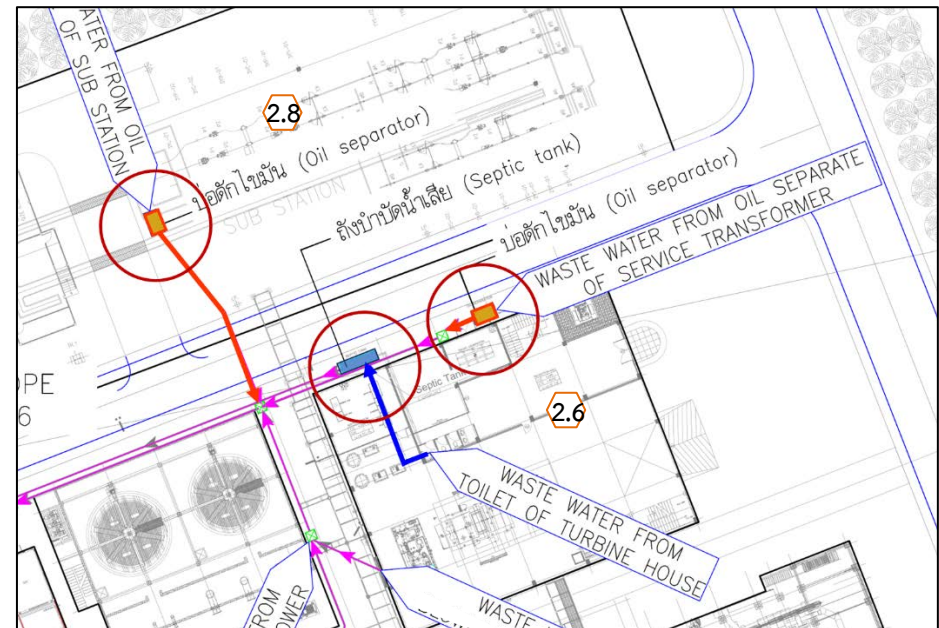 WATER FROM OIL
OF SUB STATION
2.8
บ่อดักไขมัน (Oil separator)
SUB STATION
ถังบำบัดน้ำเสีย (Septic tank)
บ่อดักไขมัน (Oil separator)
WASTE WATER FROM OIL SEPARATE
OF SERVICE TRANSFORMER
OPE
6
Septic Tank
2.6
WASTE WATER FROM
TOILET OF TURBINE HOUSE
FROM
OWER
WASTE